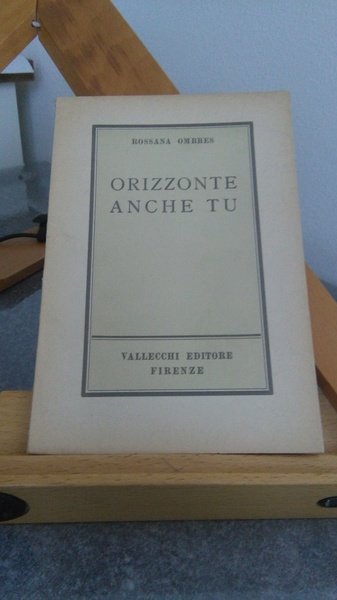 ROSSANA OMBRES
ORIZZONTE
ANCHE TU
VALLECCHI EDITORE
FIRENZE